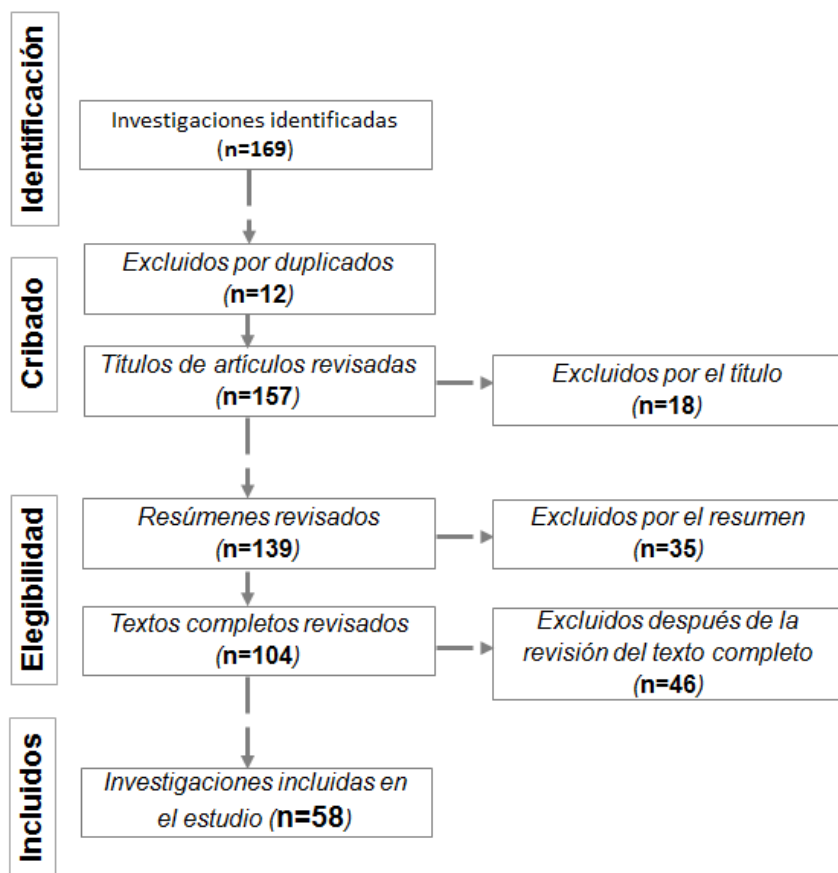 Identificación
Investigaciones identificadas
(n=169)
Cribado
Excluidos por duplicados
(n=12)
Títulos de artículos revisadas
(n=157)
Excluidos por el título
(n=18)
Elegibilidad
Resúmenes revisados
(n=139)
Excluidos por el resumen
(n=35)
Textos completos revisados
(n=104)
Excluidos después de la
revisión del texto completo
(n=46)
Incluidos
Investigaciones incluidas en
el estudio (n=58)